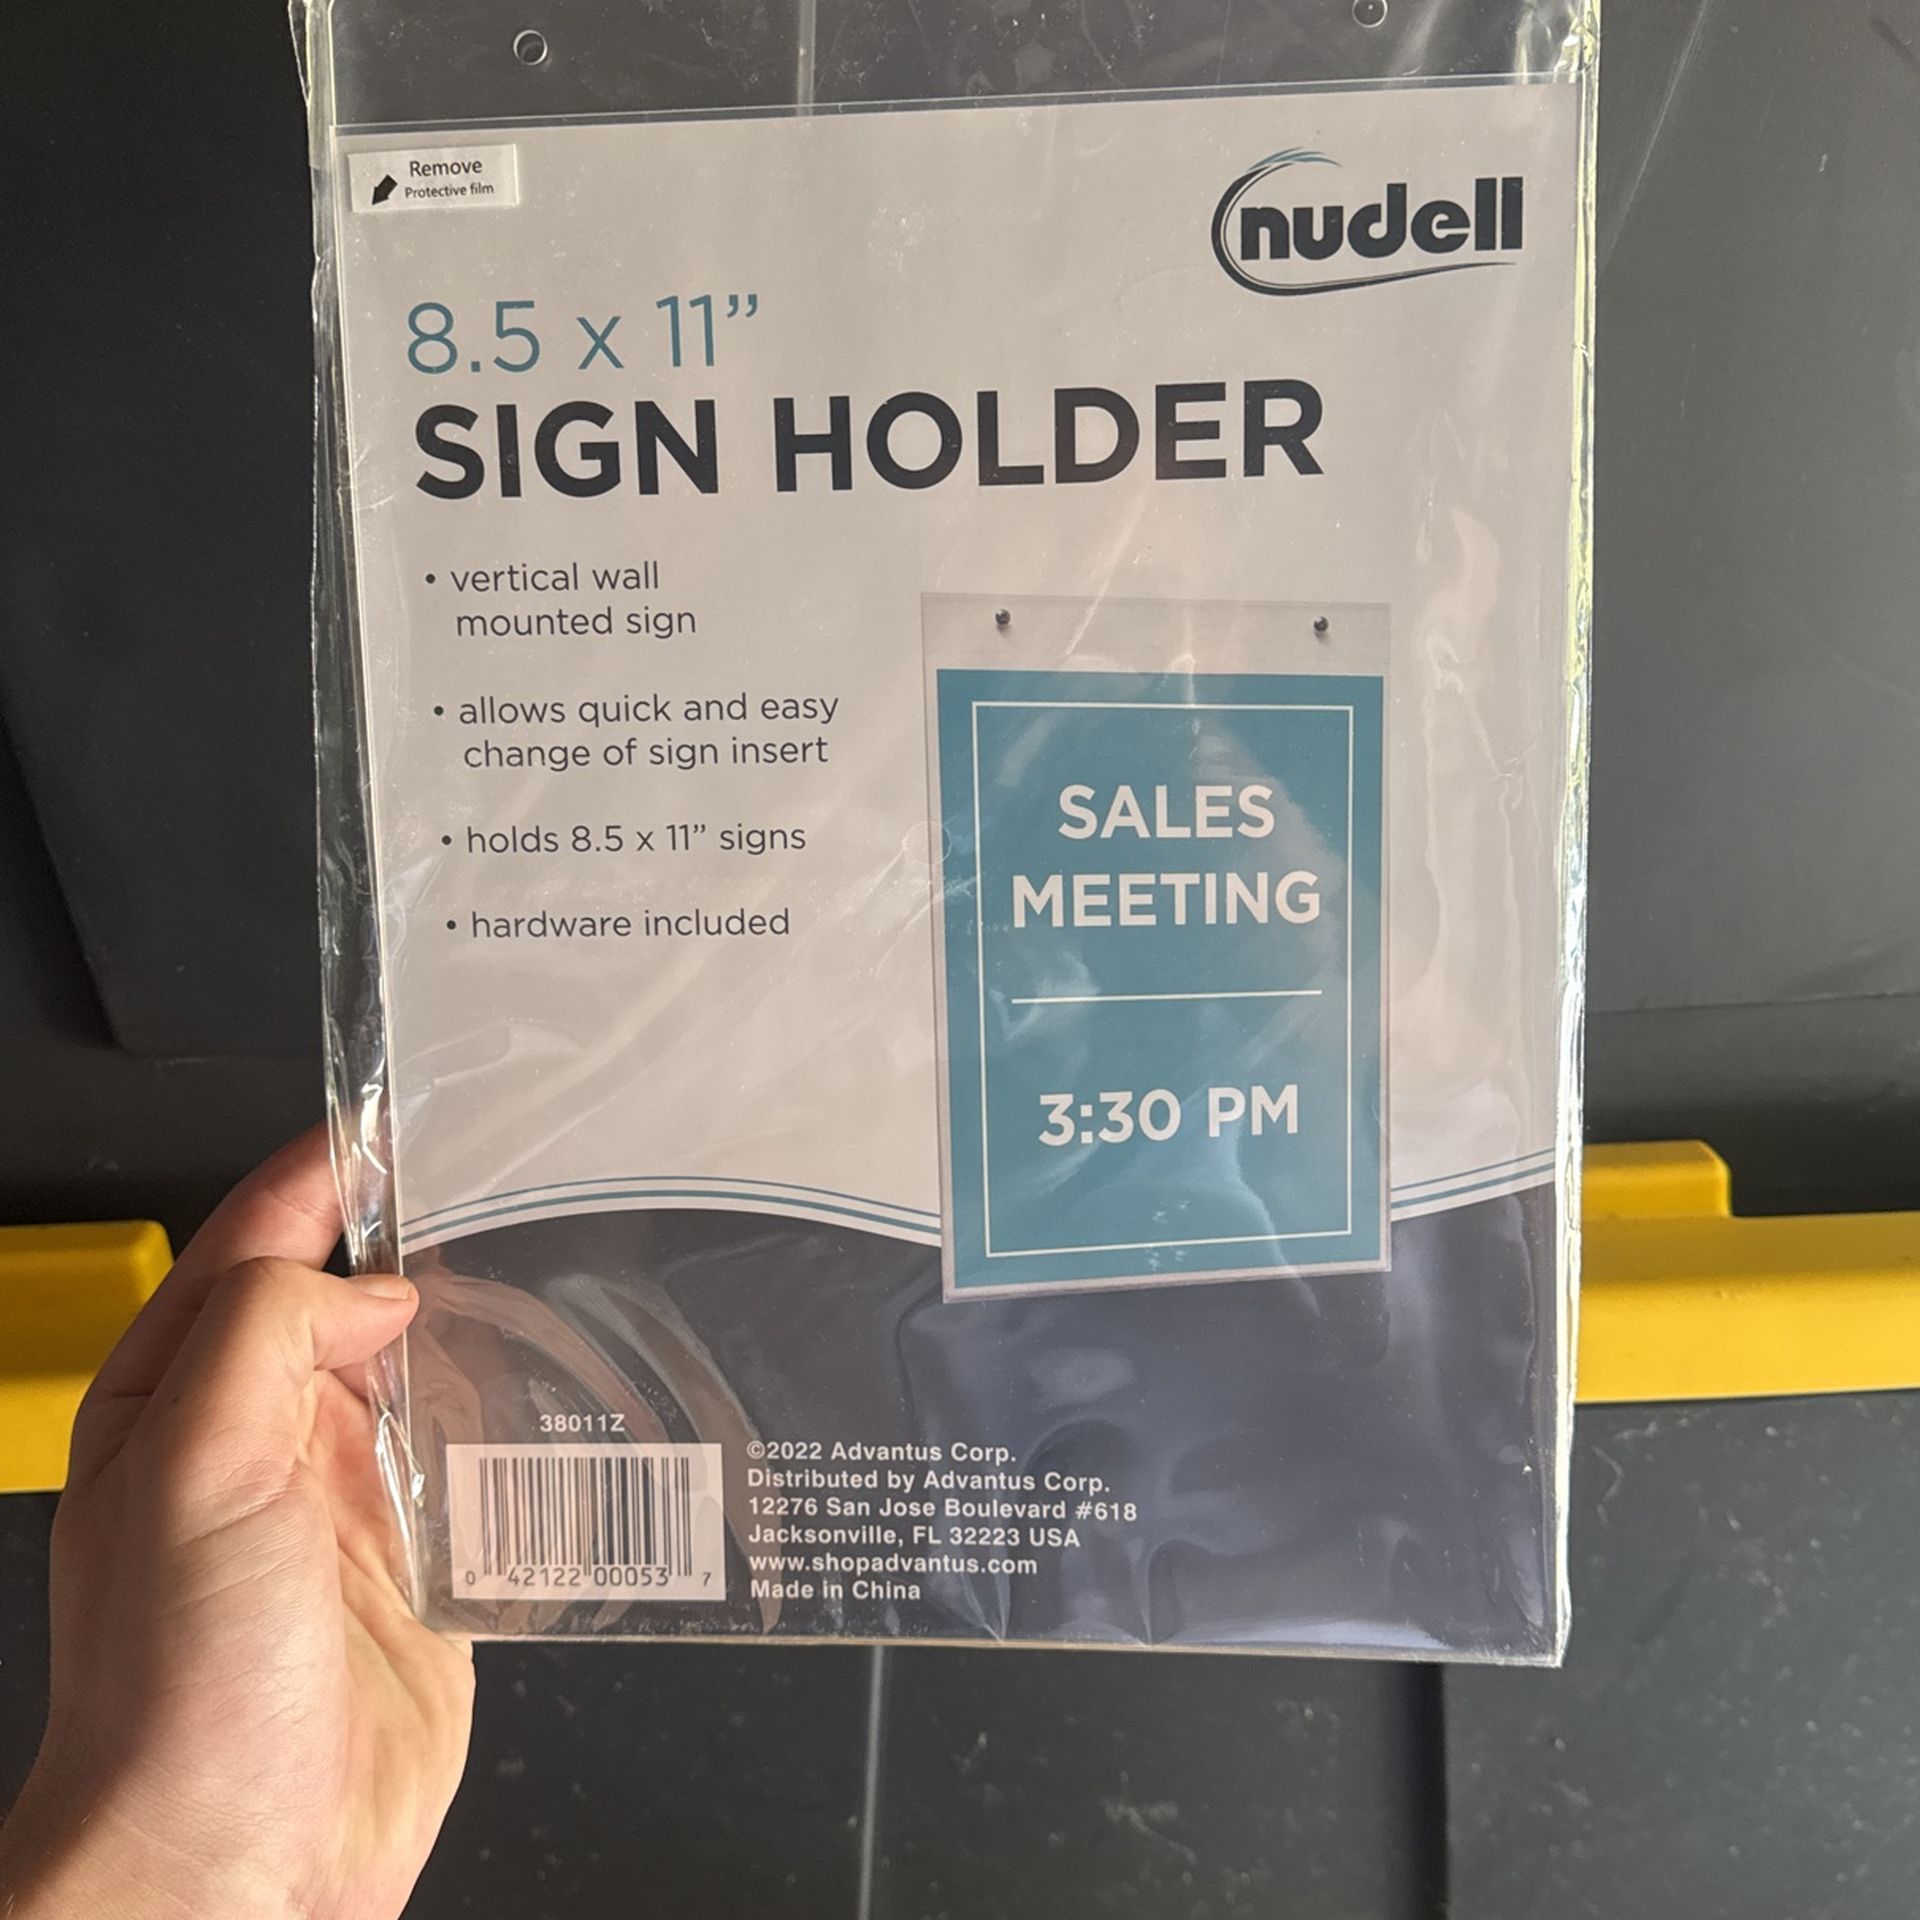 Remove
Protective film
nudell
8.5 x 11”
SIGN HOLDER
• vertical wall
mounted sign
• allows quick and easy
change of sign insert
• holds 8.5 x 11” signs
• hardware included
SALES
MEETING
3:30 PM
38011Z
0 42122 00053 7
©2022 Advantus Corp.
Distributed by Advantus Corp.
12276 San Jose Boulevard #618
Jacksonville, FL 32223 USA
www.shopadvantus.com
Made in China